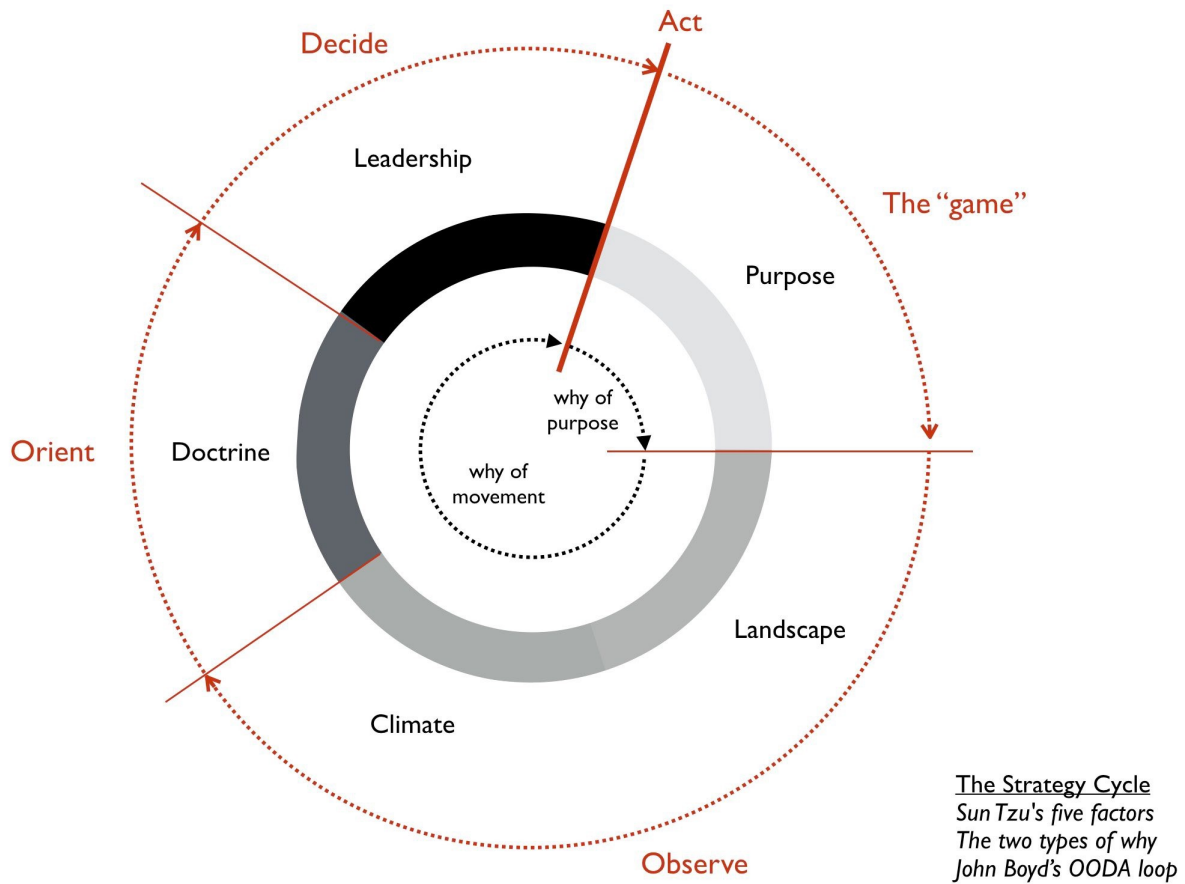 Act
Decide
Leadership
The “game”
Purpose
why of
purpose
Orient
Doctrine
why of
movement
Landscape
Climate
Observe
The Strategy Cycle
Sun Tzu's five factors
The two types of why
John Boyd’s OODA loop